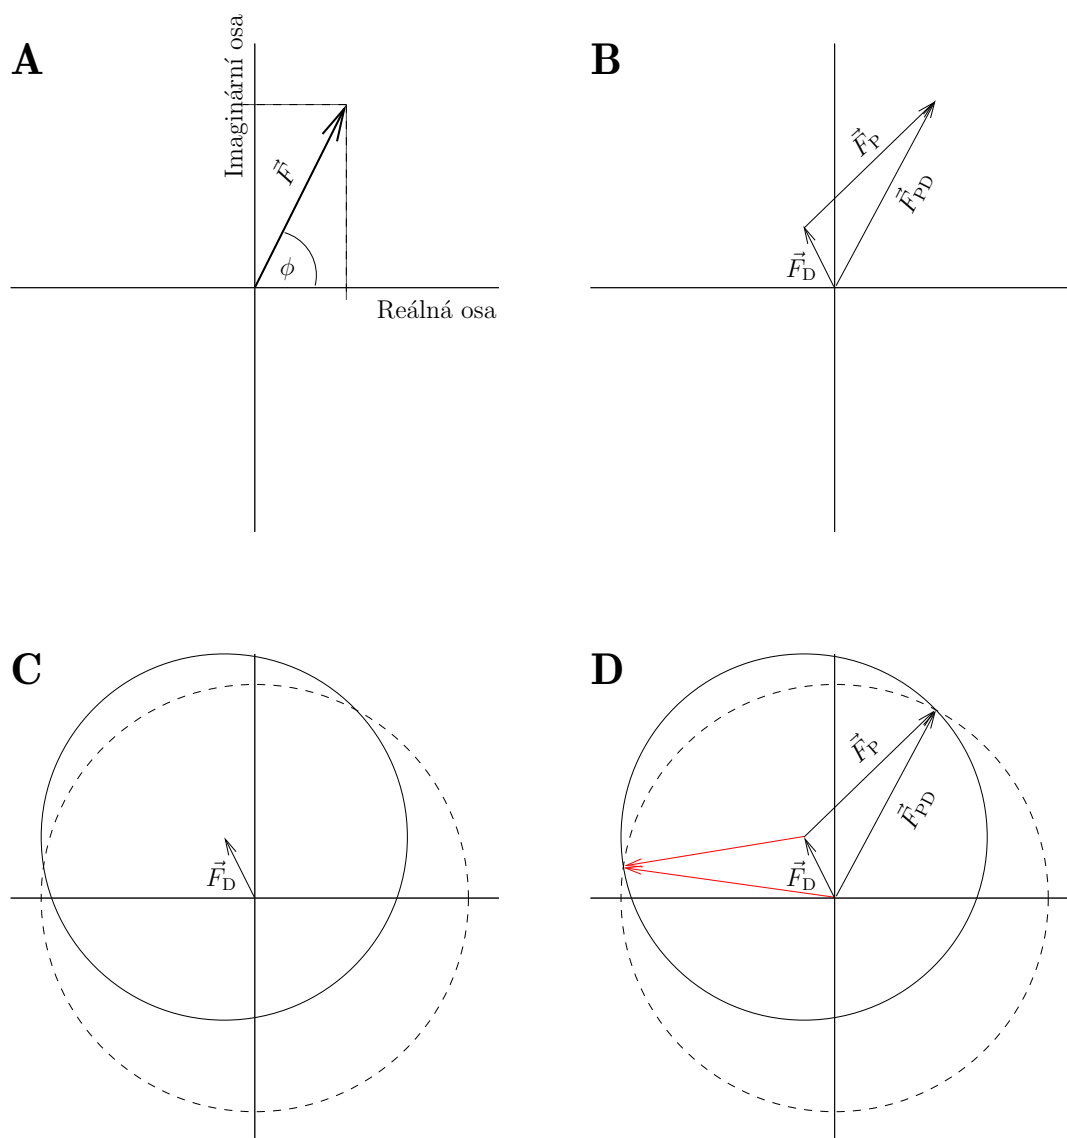 A
Imaginární osa
F⃗
ϕ
Reálná osa
B
F⃗P
F⃗PD
F⃗D
C
F⃗D
D
F⃗P
F⃗PD
F⃗D